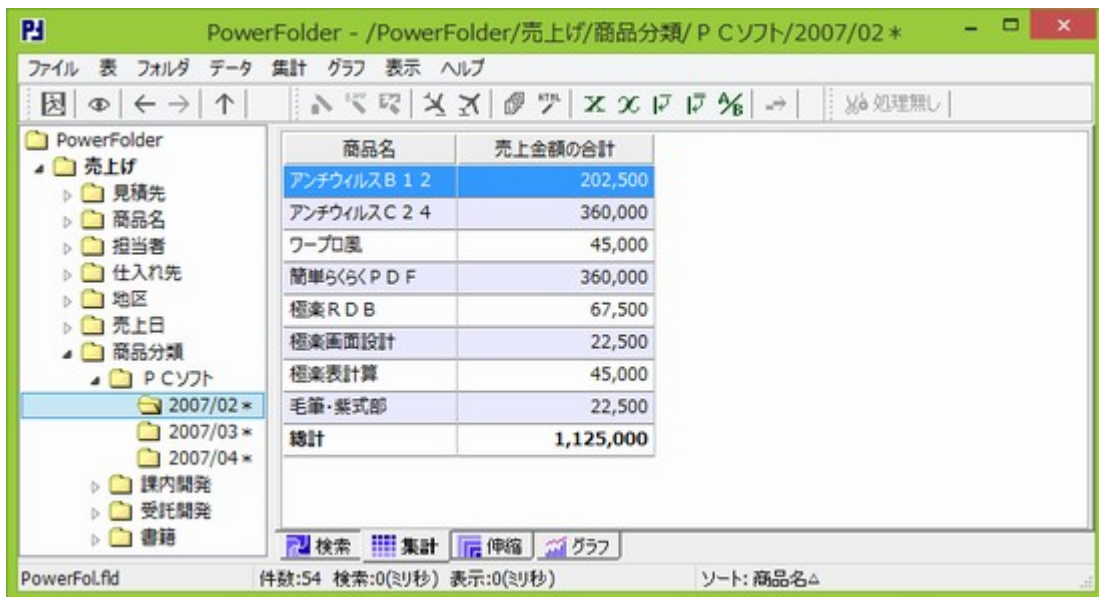 PowerFolder - /PowerFolder/売上げ/商品分類/ＰＣソフト/2007/02＊
ファイル 表 フォルダ データ 集計 グラフ 表示 ヘルプ
処理無し
PowerFolder
売上げ
見積先
商品名
担当者
仕入れ先
地区
売上日
商品分類
ＰＣソフト
2007/02＊
2007/03＊
2007/04＊
課内開発
受託開発
書籍
商品名 売上金額の合計
アンチウィルスＢ１２ 202,500
アンチウィルスＣ２４ 360,000
ワープロ風 45,000
簡単らくらくＰＤＦ 360,000
極楽ＲＤＢ 67,500
極楽画面設計 22,500
極楽表計算 45,000
毛筆・紫式部 22,500
総計 1,125,000
検索 集計 伸縮 グラフ
PowerFol.fld 件数:54 検索:0(ミリ秒) 表示:0(ミリ秒) ソート: 商品名△